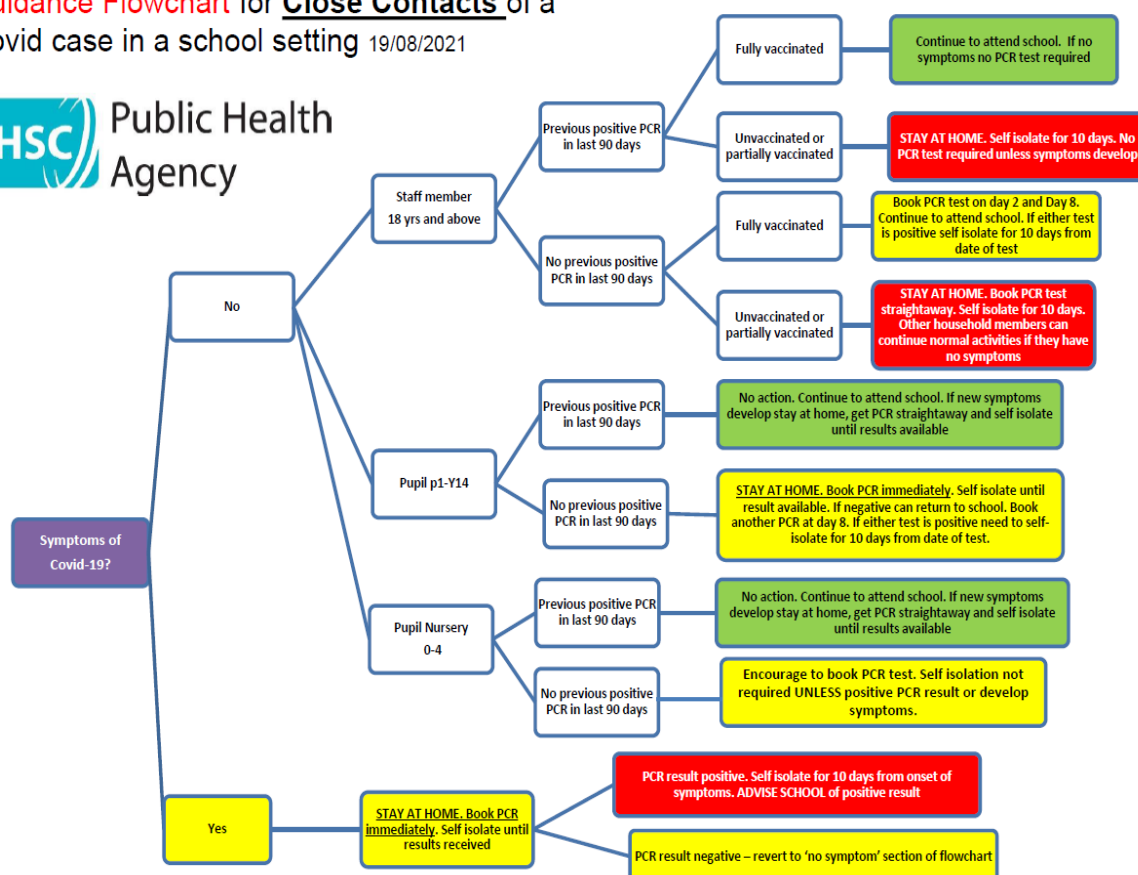 uidance Flowchart for Close Contacts of a
ovid case in a school setting 19/08/2021
HSC
Public Health
Agency
Symptoms of
Covid-19?
No
Staff member
18 yrs and above
Previous positive PCR
in last 90 days
Fully vaccinated
Continue to attend school. If no
symptoms no PCR test required
Unvaccinated or
partially vaccinated
STAY AT HOME. Self isolate for 10 days. No
PCR test required unless symptoms develop
No previous positive
PCR in last 90 days
Fully vaccinated
Book PCR test on day 2 and Day 8.
Continue to attend school. If either test
is positive self isolate for 10 days from
date of test
Unvaccinated or
partially vaccinated
STAY AT HOME. Book PCR test
straightaway. Self isolate for 10 days.
Other household members can
continue normal activities if they have
no symptoms
Pupil p1-Y14
Previous positive PCR
in last 90 days
No action. Continue to attend school. If new symptoms
develop stay at home, get PCR straightaway and self isolate
until results available
No previous positive
PCR in last 90 days
STAY AT HOME. Book PCR immediately. Self isolate until
result available. If negative can return to school. Book
another PCR at day 8. If either test is positive need to self-
isolate for 10 days from date of test.
Pupil Nursery
0-4
Previous positive PCR
in last 90 days
No action. Continue to attend school. If new symptoms
develop stay at home, get PCR straightaway and self isolate
until results available
No previous positive
PCR in last 90 days
Encourage to book PCR test. Self isolation not
required UNLESS positive PCR result or develop
symptoms.
Yes
STAY AT HOME. Book PCR
immediately. Self isolate until
results received
PCR result positive. Self isolate for 10 days from onset of
symptoms. ADVISE SCHOOL of positive result
PCR result negative – revert to ‘no symptom’ section of flowchart